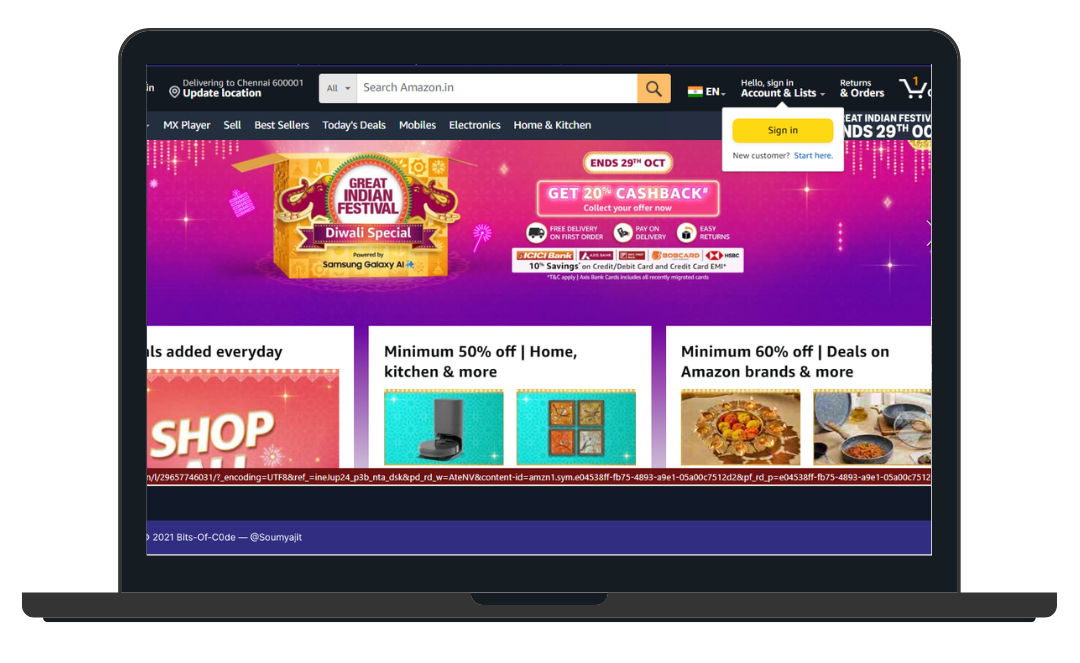 in
Delivering to Chennai 600001
Update location
All
Search Amazon.in
EN
Hello, sign in
Account & Lists
Returns
& Orders
1
MX Player Sell Best Sellers Today's Deals Mobiles Electronics Home & Kitchen
EAT INDIAN FESTIV
NDS 29TH OC
Sign in
New customer? Start here.
GREAT
INDIAN
FESTIVAL
Diwali Special
Powered by
Samsung Galaxy AI
ENDS 29TH OCT
GET 20% CASHBACK#
Collect your offer now
FREE DELIVERY
ON FIRST ORDER
PAY ON
DELIVERY
EASY
RETURNS
ICICI Bank AXIS BANK BOBCARD HSBC
10% Savings* on Credit/Debit Card and Credit Card EMI*
*T&C apply | Axis Bank Cards includes all recently migrated cards
ls added everyday
SHOP
ALL
Minimum 50% off | Home,
kitchen & more
Minimum 60% off | Deals on
Amazon brands & more
n/l/29657746031/?_encoding=UTF8&ref_=ineJup24_p3b_nta_dsk&pd_rd_w=AteNV&content-id=amzn1.sym.e04538ff-fb75-4893-a9e1-05a00c7512d2&pf_rd_p=e04538ff-fb75-4893-a9e1-05a00c7512
© 2021 Bits-Of-C0de — @Soumyajit